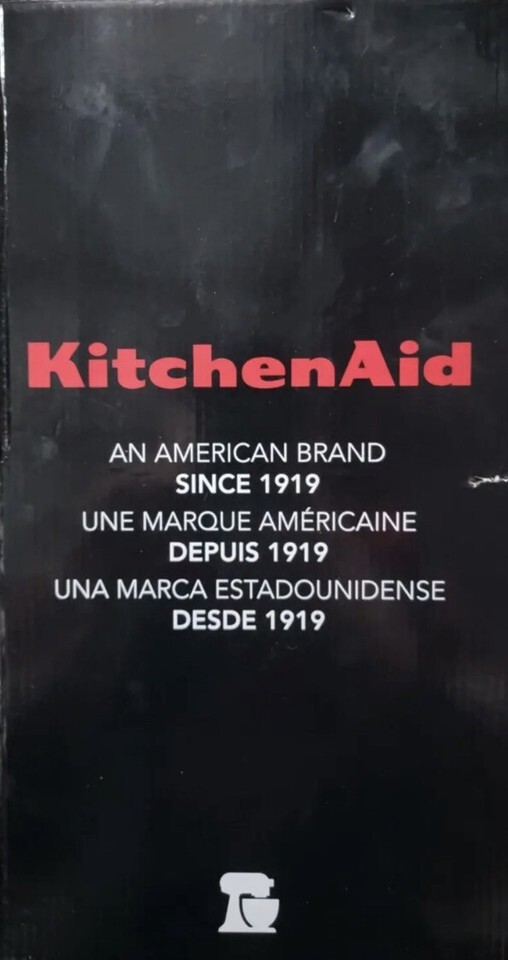 KitchenAid
AN AMERICAN BRAND
SINCE 1919
UNE MARQUE AMÉRICAINE
DEPUIS 1919
UNA MARCA ESTADOUNIDENSE
DESDE 1919